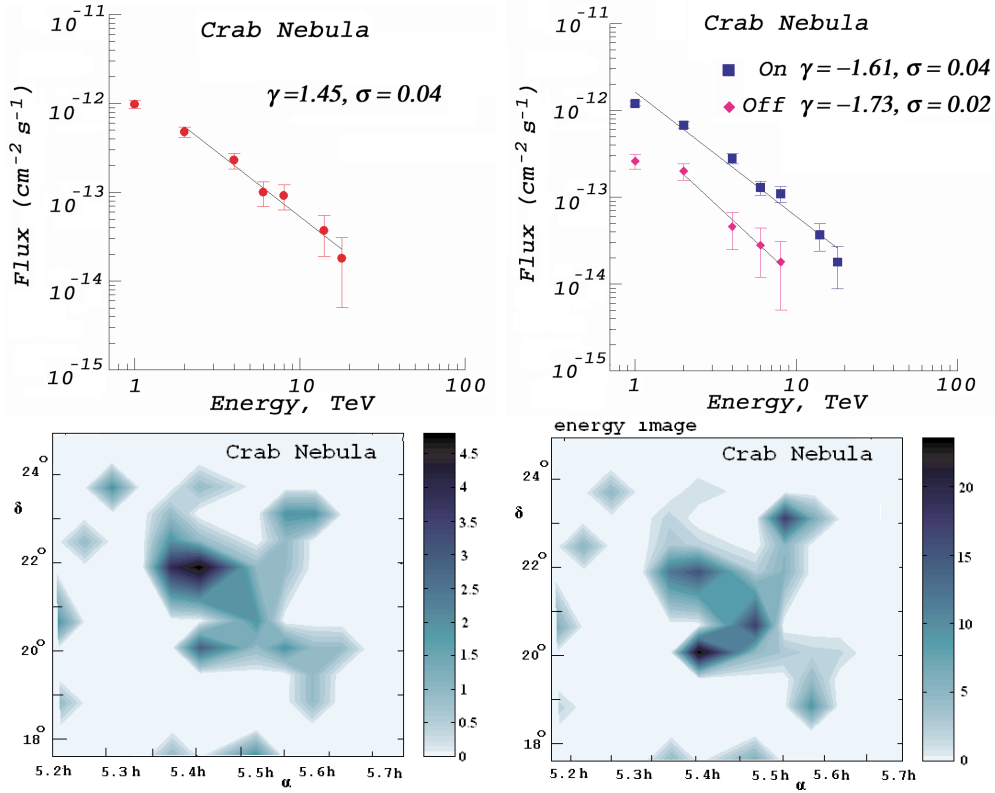 Crab Nebula
γ=1.45, σ = 0.04
Flux (cm⁻² s⁻¹)
10⁻¹¹
10⁻¹²
10⁻¹³
10⁻¹⁴
10⁻¹⁵
1 10 100
Energy, TeV
Crab Nebula
On γ = −1.61, σ = 0.04
Off γ = −1.73, σ = 0.02
Flux (cm⁻² s⁻¹)
10⁻¹¹
10⁻¹²
10⁻¹³
10⁻¹⁴
10⁻¹⁵
1 10 100
Energy, TeV
Crab Nebula
δ
24°
22°
20°
18°
5.2h 5.3h 5.4h 5.5h 5.6h 5.7h
α
4.5
4
3.5
3
2.5
2
1.5
1
0.5
0
energy image
Crab Nebula
δ
24°
22°
20°
18°
5.2h 5.3h 5.4h 5.5h 5.6h 5.7h
α
20
15
10
5
0